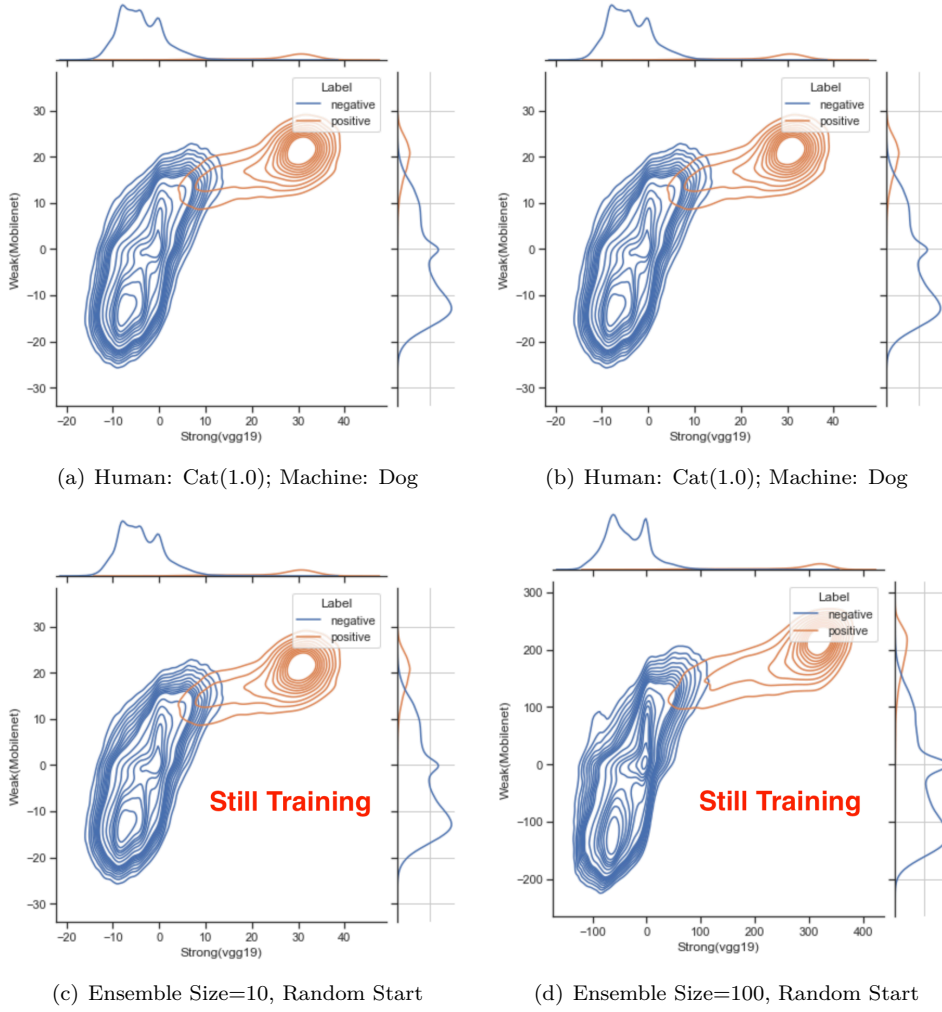 Label
negative
positive
30
20
10
0
−10
−20
−30
Weak(Mobilenet)
−20 −10 0 10 20 30 40
Strong(vgg19)
(a) Human: Cat(1.0); Machine: Dog
Label
negative
positive
30
20
10
0
−10
−20
−30
Weak(Mobilenet)
−20 −10 0 10 20 30 40
Strong(vgg19)
(b) Human: Cat(1.0); Machine: Dog
Label
negative
positive
30
20
10
0
−10
−20
−30
Weak(Mobilenet)
Still Training
−20 −10 0 10 20 30 40
Strong(vgg19)
(c) Ensemble Size=10, Random Start
Label
negative
positive
300
200
100
0
−100
−200
Weak(Mobilenet)
Still Training
−100 0 100 200 300 400
Strong(vgg19)
(d) Ensemble Size=100, Random Start